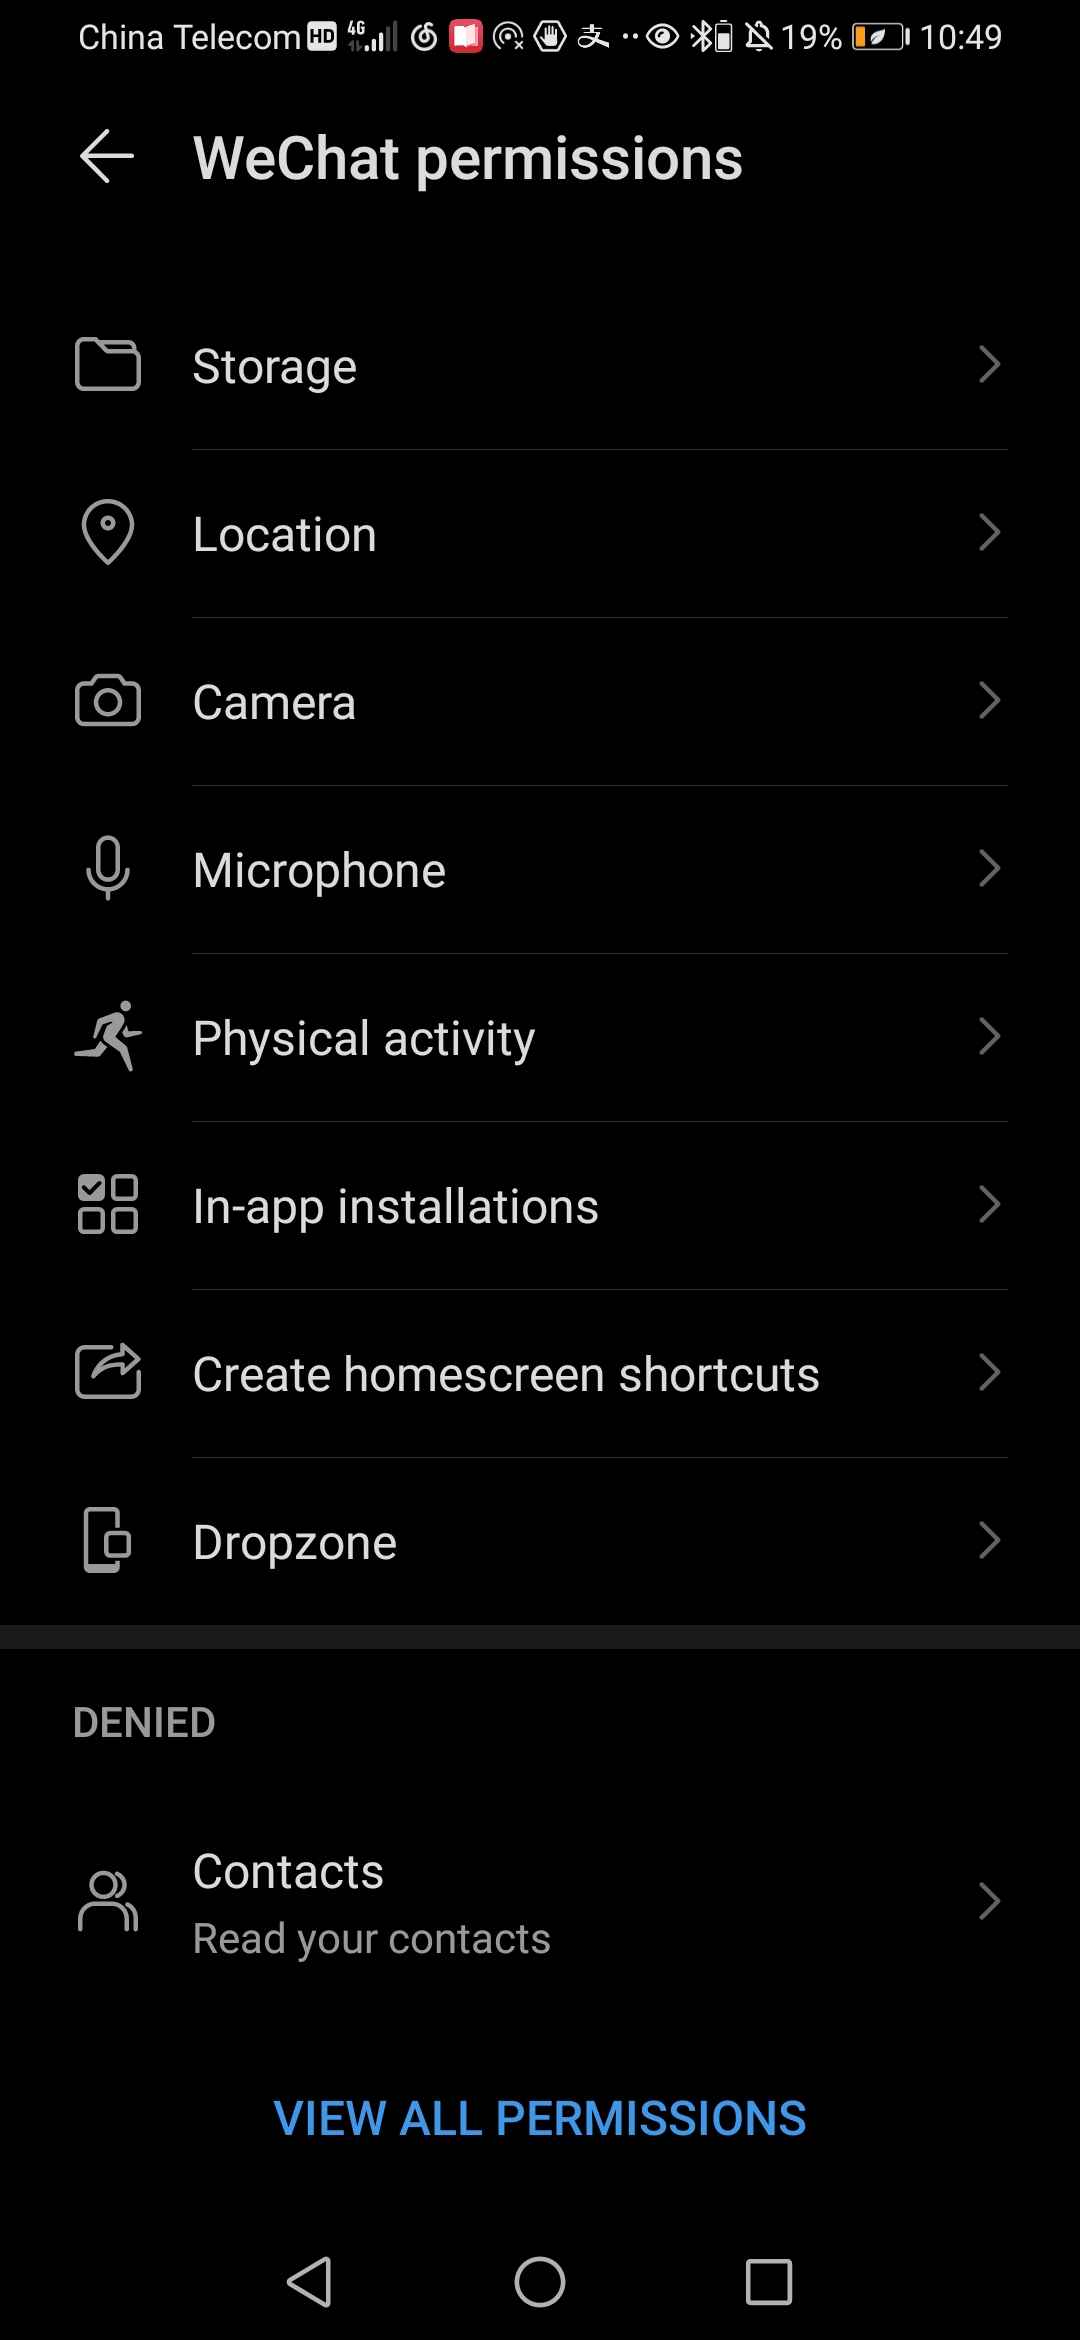 China Telecom HD 4G 支 19% 10:49
WeChat permissions
Storage
Location
Camera
Microphone
Physical activity
In-app installations
Create homescreen shortcuts
Dropzone
DENIED
Contacts
Read your contacts
VIEW ALL PERMISSIONS